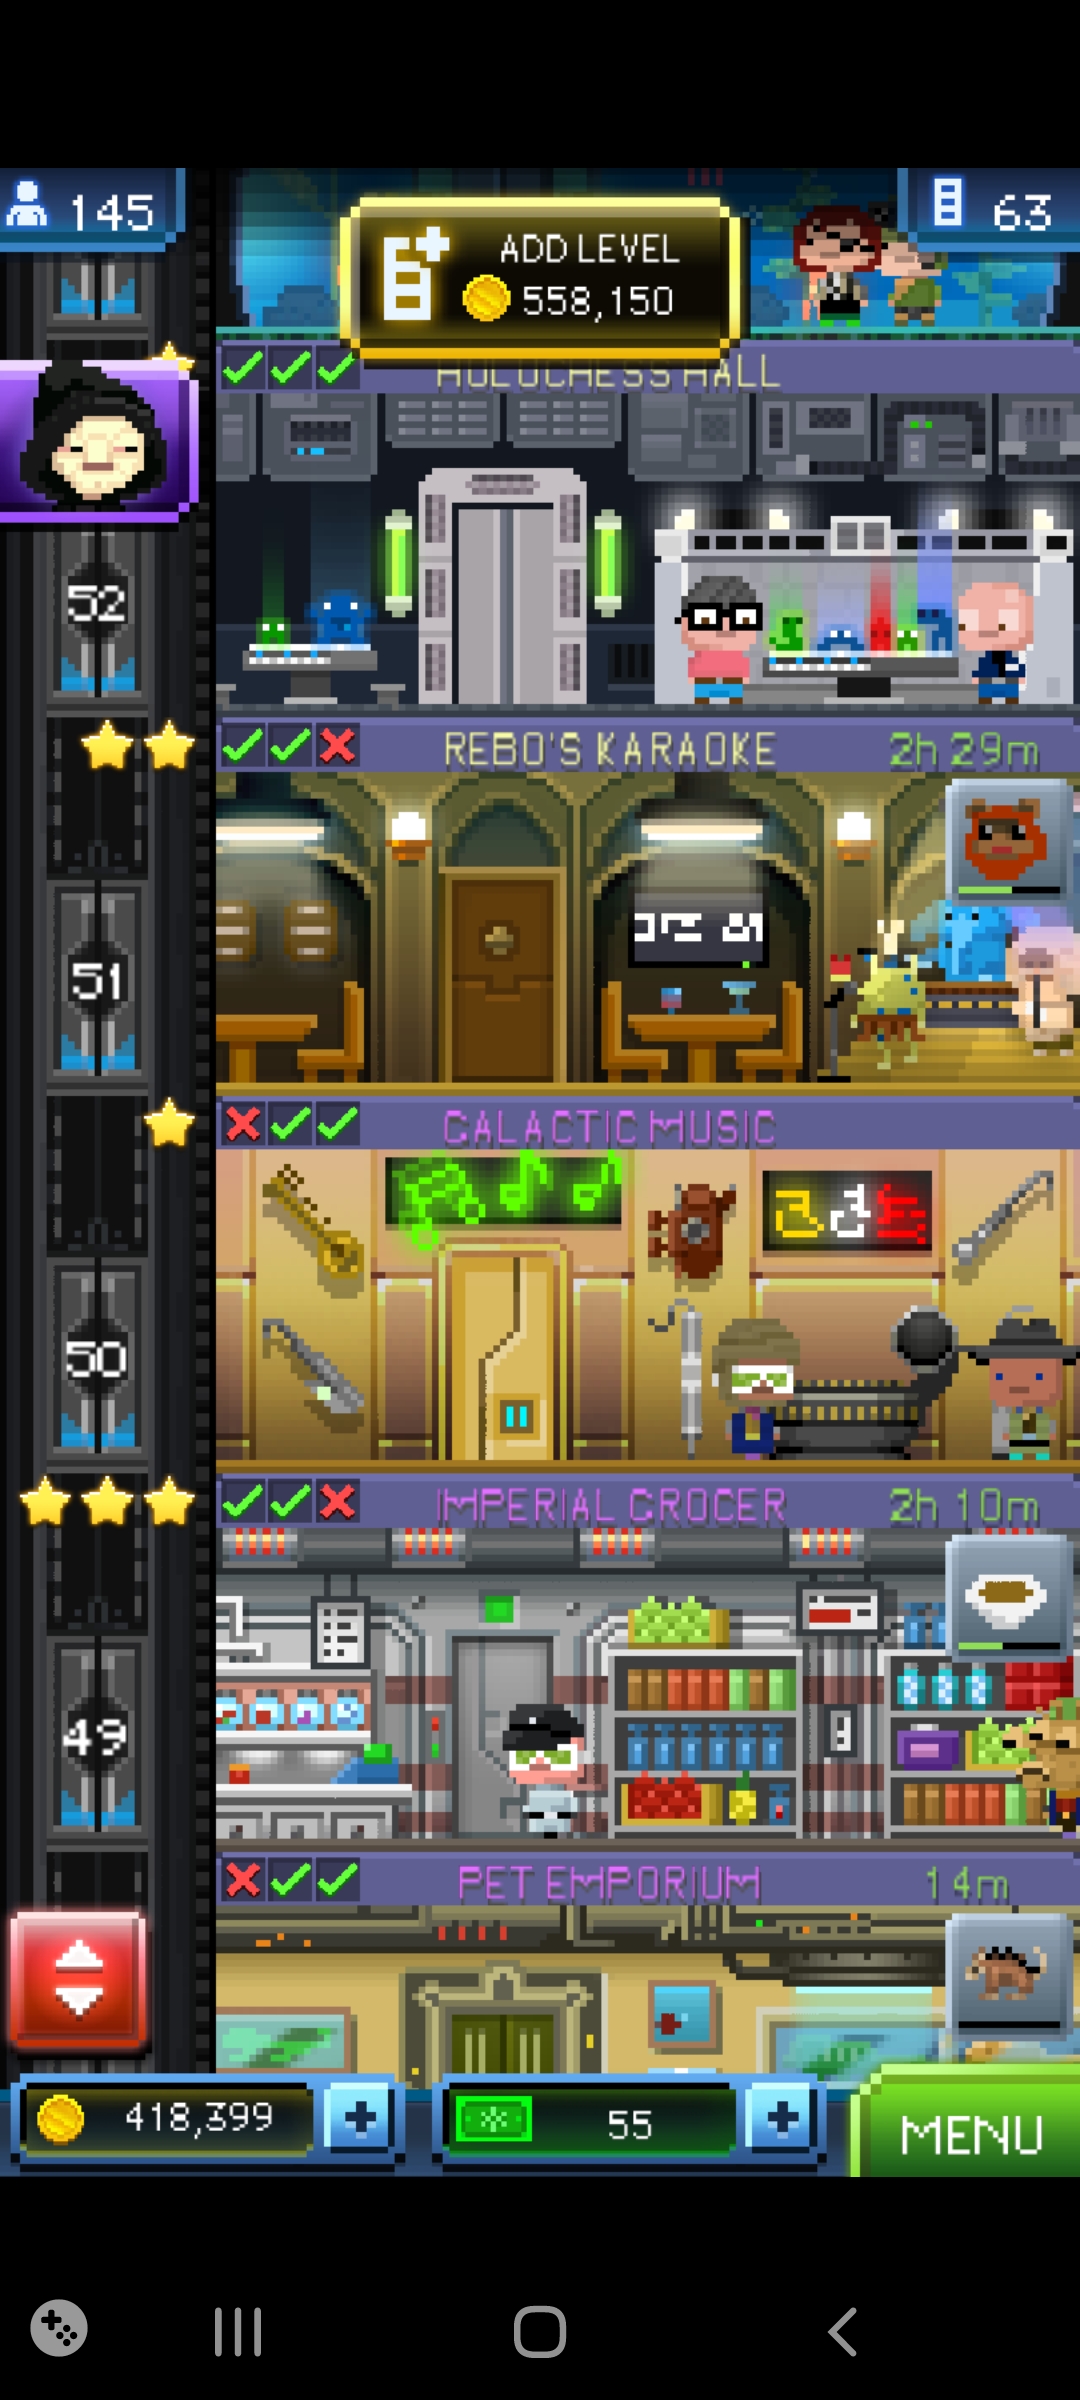 145
ADD LEVEL
558,150
63
HOLOCHESS HALL
52
REBO'S KARAOKE 2h 29m
51
GALACTIC MUSIC
50
IMPERIAL GROCER 2h 10m
49
PET EMPORIUM 14m
418,399
55
MENU